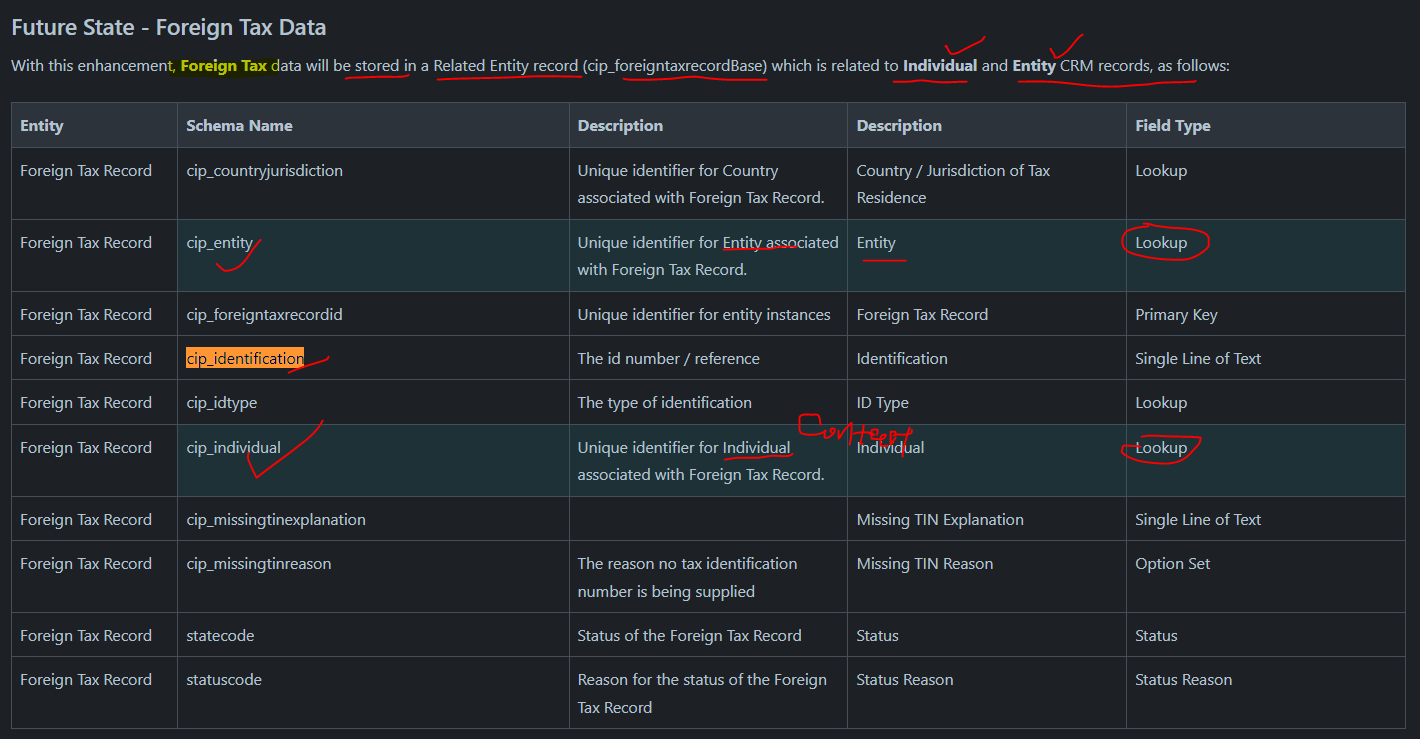 Future State - Foreign Tax Data
With this enhancement, Foreign Tax data will be stored in a Related Entity record (cip_foreigntaxrecordBase) which is related to Individual and Entity CRM records, as follows:
Entity Schema Name Description Description Field Type
Foreign Tax Record cip_countryjurisdiction Unique identifier for Country Country / Jurisdiction of Tax Lookup
associated with Foreign Tax Record. Residence
Foreign Tax Record cip_entity Unique identifier for Entity associated Entity Lookup
with Foreign Tax Record.
Foreign Tax Record cip_foreigntaxrecordid Unique identifier for entity instances Foreign Tax Record Primary Key
Foreign Tax Record cip_identification The id number / reference Identification Single Line of Text
Foreign Tax Record cip_idtype The type of identification ID Type Lookup
Foreign Tax Record cip_individual Unique identifier for Individual Individual Lookup
associated with Foreign Tax Record.
Foreign Tax Record cip_missingtinexplanation Missing TIN Explanation Single Line of Text
Foreign Tax Record cip_missingtinreason The reason no tax identification Missing TIN Reason Option Set
number is being supplied
Foreign Tax Record statecode Status of the Foreign Tax Record Status Status
Foreign Tax Record statuscode Reason for the status of the Foreign Status Reason Status Reason
Tax Record